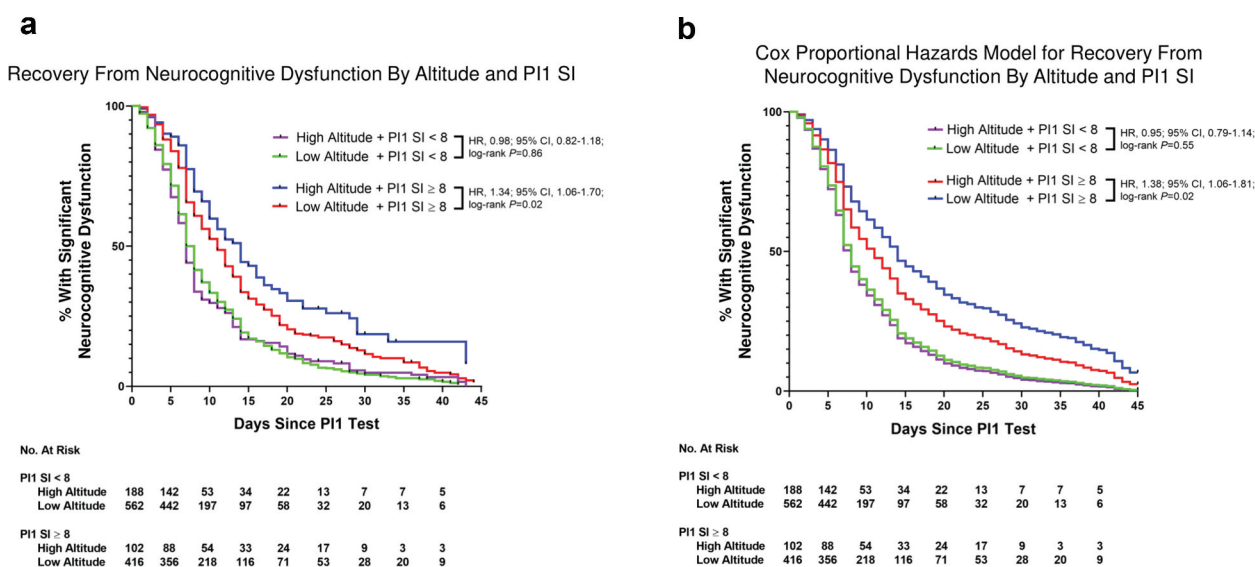 a
Recovery From Neurocognitive Dysfunction By Altitude and PI1 SI
% With Significant
Neurocognitive Dysfunction
100
50
0
High Altitude + PI1 SI < 8
Low Altitude + PI1 SI < 8
HR, 0.98; 95% CI, 0.82-1.18;
log-rank P=0.86
High Altitude + PI1 SI ≥ 8
Low Altitude + PI1 SI ≥ 8
HR, 1.34; 95% CI, 1.06-1.70;
log-rank P=0.02
0 5 10 15 20 25 30 35 40 45
Days Since PI1 Test
No. At Risk
PI1 SI < 8
High Altitude 188 142 53 34 22 13 7 7 5
Low Altitude 562 442 197 97 58 32 20 13 6
PI1 SI ≥ 8
High Altitude 102 88 54 33 24 17 9 3 3
Low Altitude 416 356 218 116 71 53 28 20 9
b
Cox Proportional Hazards Model for Recovery From
Neurocognitive Dysfunction By Altitude and PI1 SI
% With Significant
Neurocognitive Dysfunction
100
50
0
High Altitude + PI1 SI < 8
Low Altitude + PI1 SI < 8
HR, 0.95; 95% CI, 0.79-1.14;
log-rank P=0.55
High Altitude + PI1 SI ≥ 8
Low Altitude + PI1 SI ≥ 8
HR, 1.38; 95% CI, 1.06-1.81;
log-rank P=0.02
0 5 10 15 20 25 30 35 40 45
Days Since PI1 Test
No. At Risk
PI1 SI < 8
High Altitude 188 142 53 34 22 13 7 7 5
Low Altitude 562 442 197 97 58 32 20 13 6
PI1 SI ≥ 8
High Altitude 102 88 54 33 24 17 9 3 3
Low Altitude 416 356 218 116 71 53 28 20 9